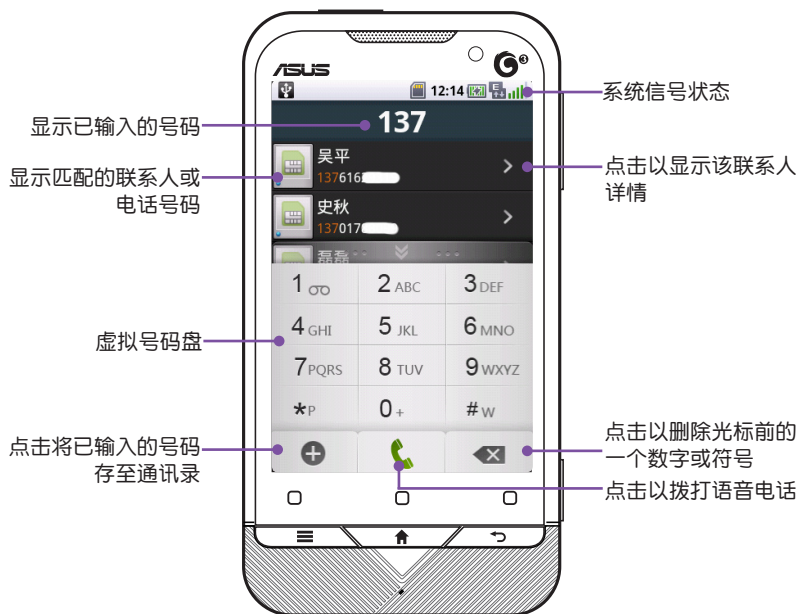 ASUS
G3
12:14
系统信号状态
显示已输入的号码
137
吴平
137616
显示匹配的联系人或
电话号码
点击以显示该联系人
详情
史秋
137017
磊磊
1
2 ABC
3 DEF
4 GHI
5 JKL
6 MNO
虚拟号码盘
7 PQRS
8 TUV
9 WXYZ
* P
0 +
# W
点击将已输入的号码
存至通讯录
点击以删除光标前的
一个数字或符号
点击以拨打语音电话